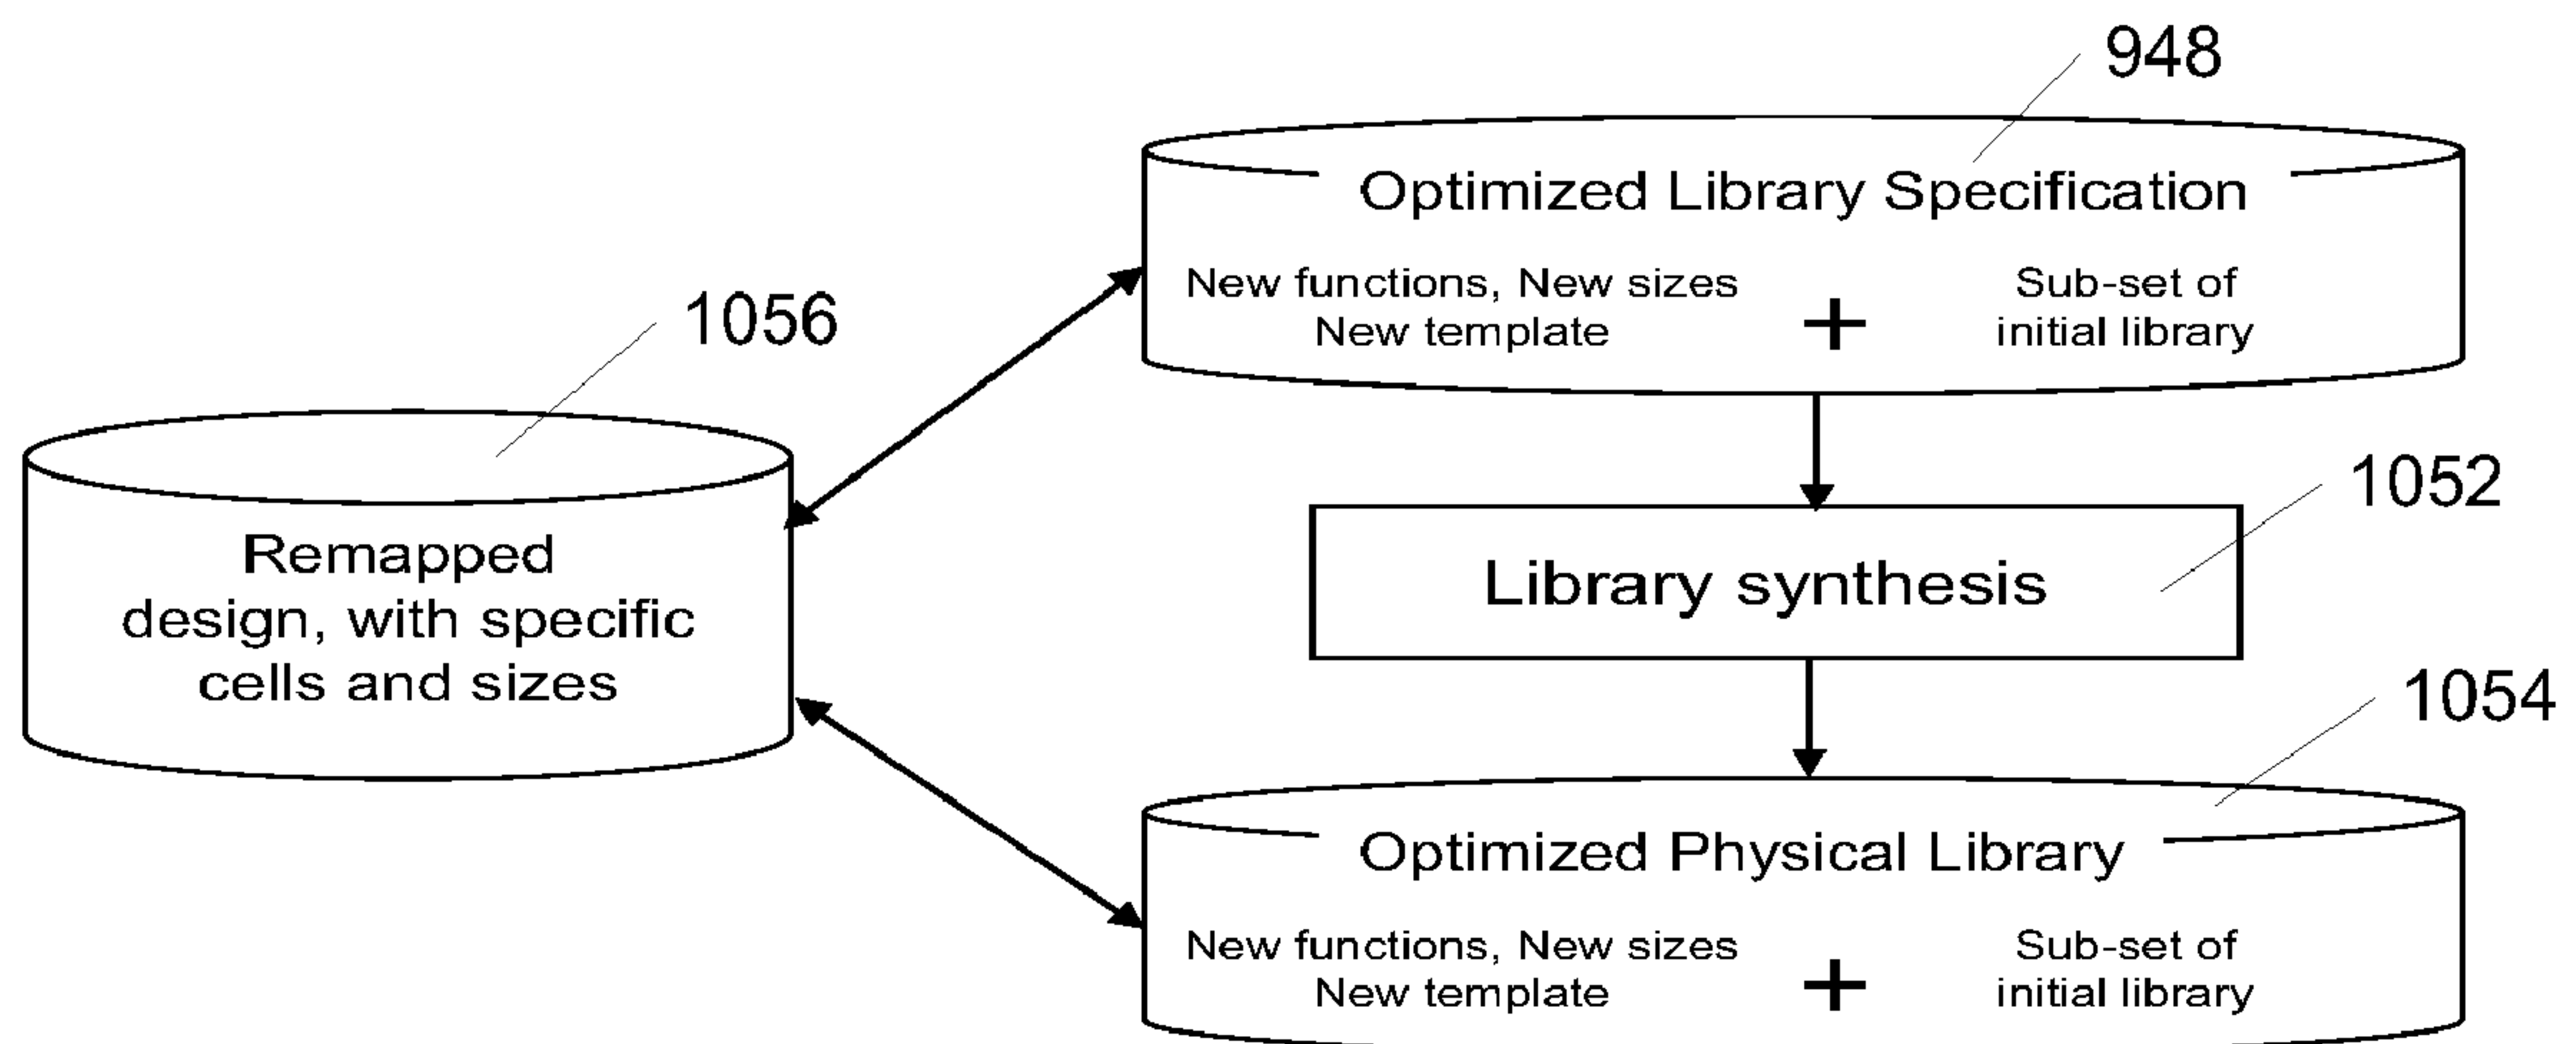 948
Optimized Library Specification
New functions, New sizes
New template
+
Sub-set of
initial library
1056
Remapped
design, with specific
cells and sizes
1052
Library synthesis
1054
Optimized Physical Library
New functions, New sizes
New template
+
Sub-set of
initial library